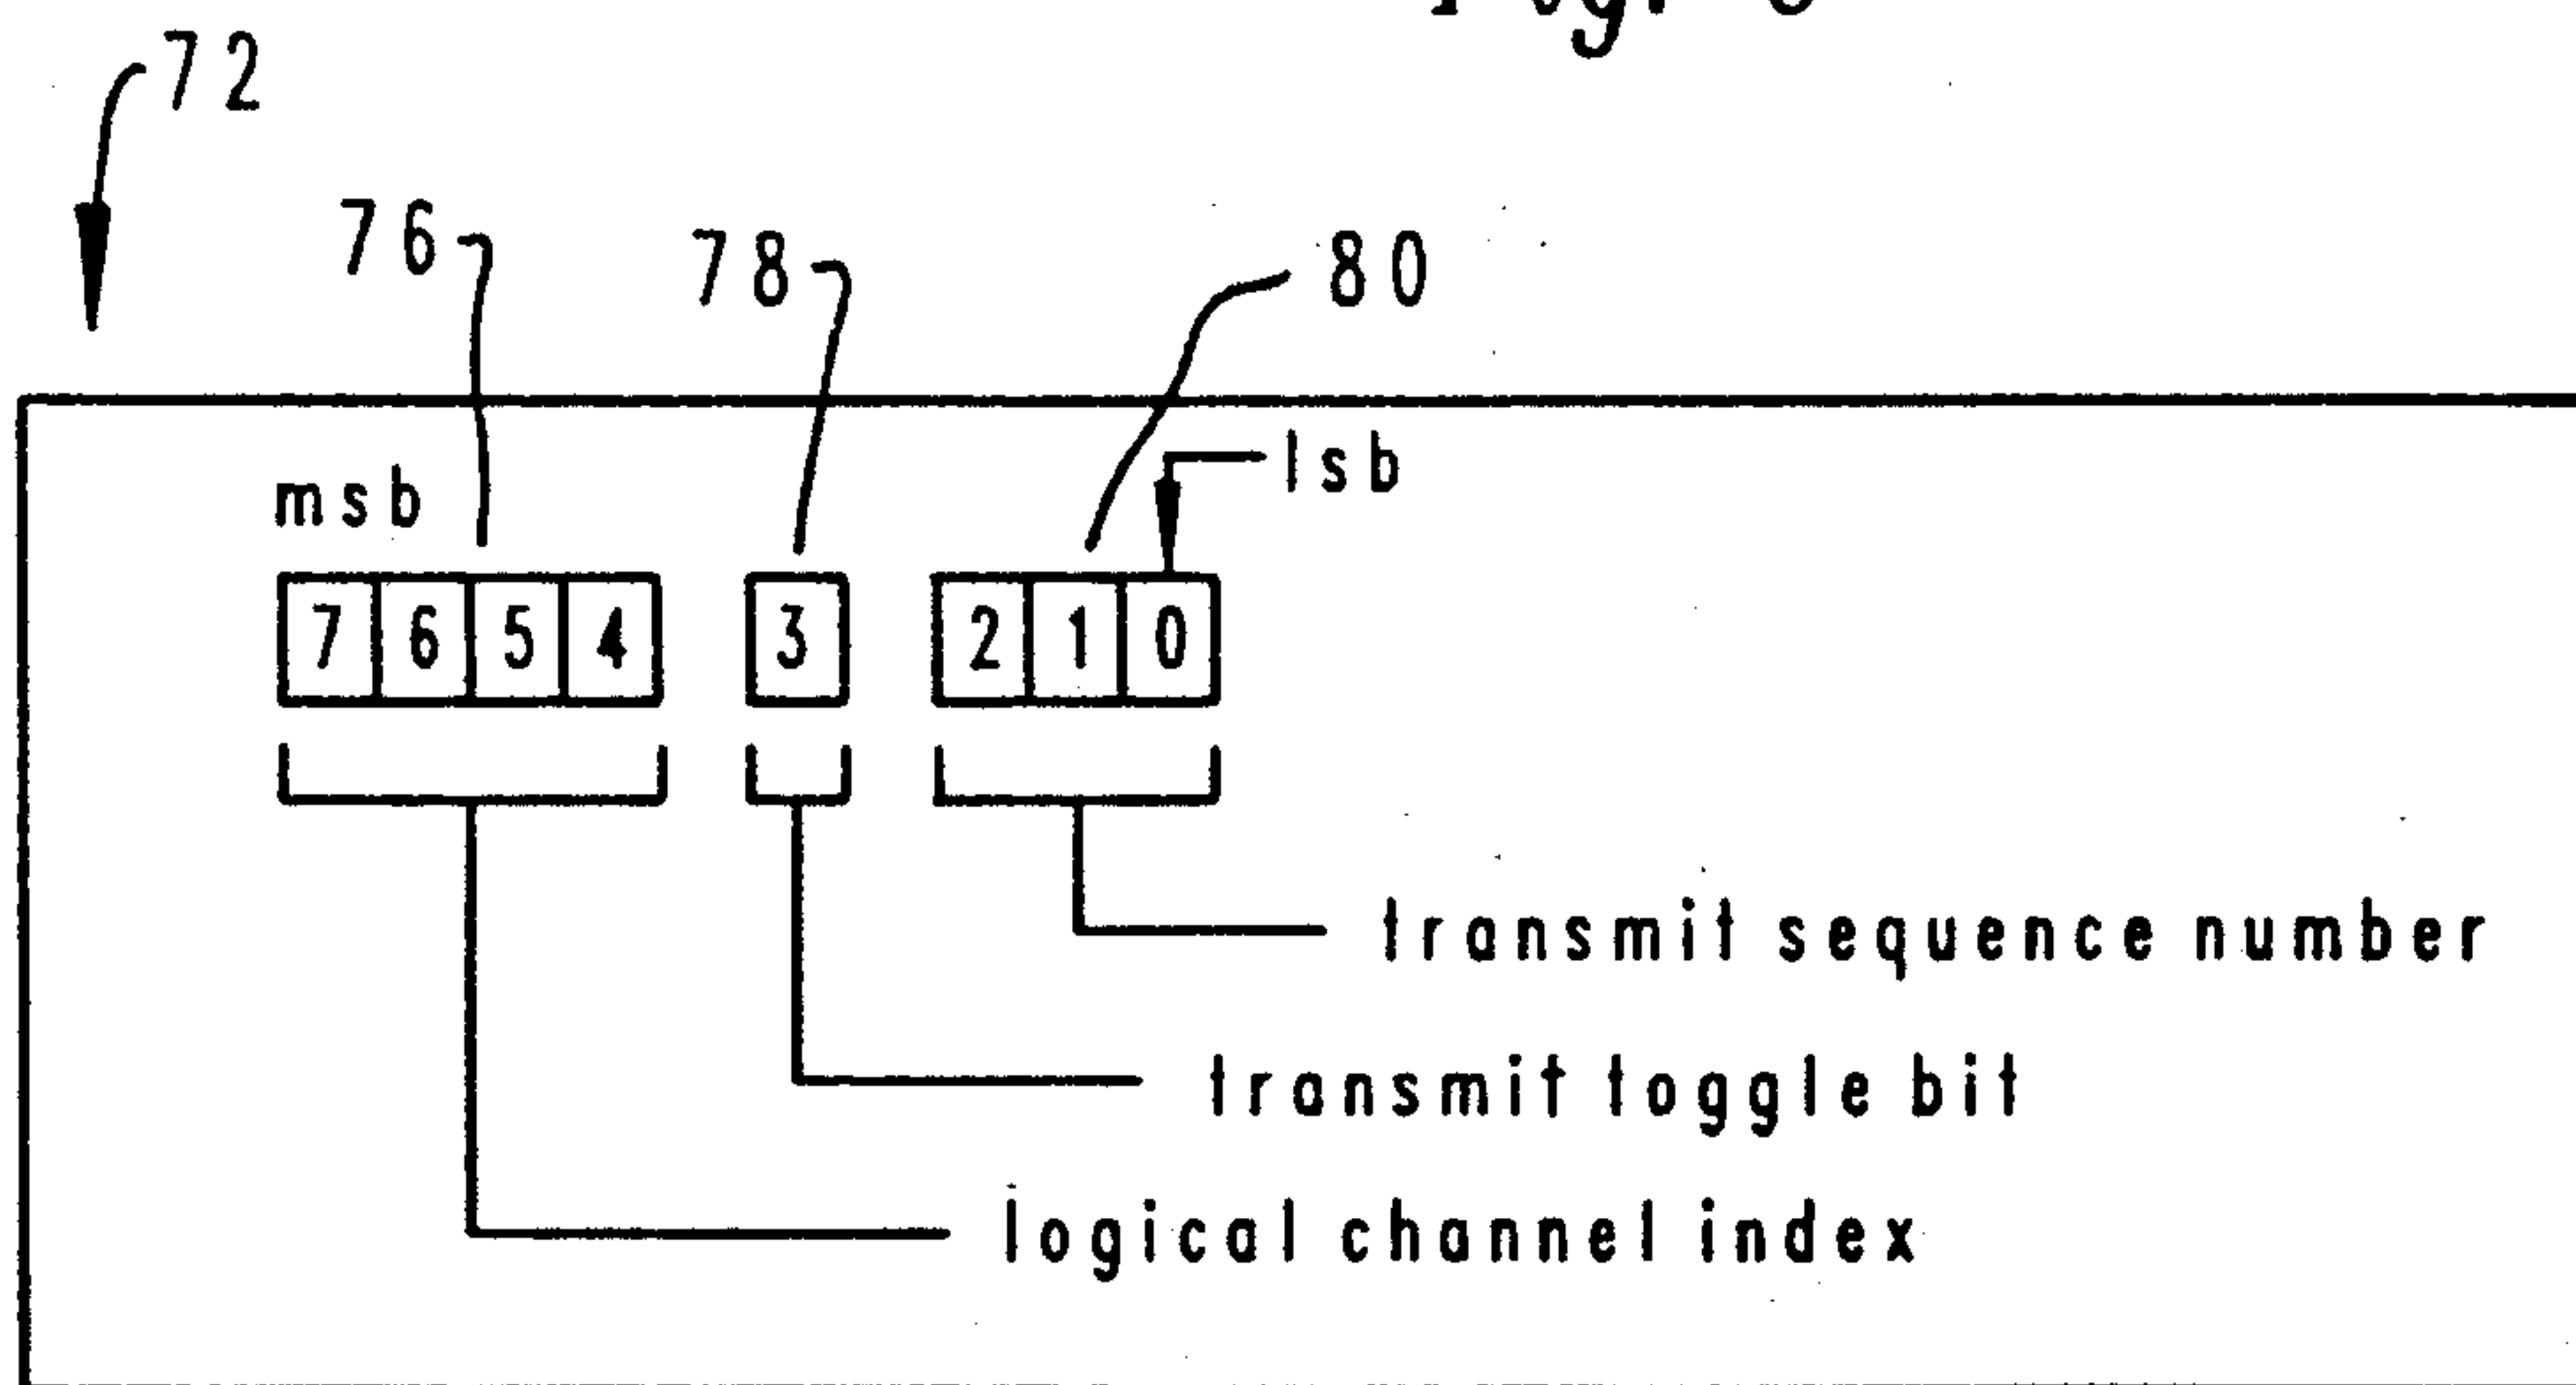 72
76
78
80
msb
lsb
7 6 5 4 3 2 1 0
transmit sequence number
transmit toggle bit
logical channel index